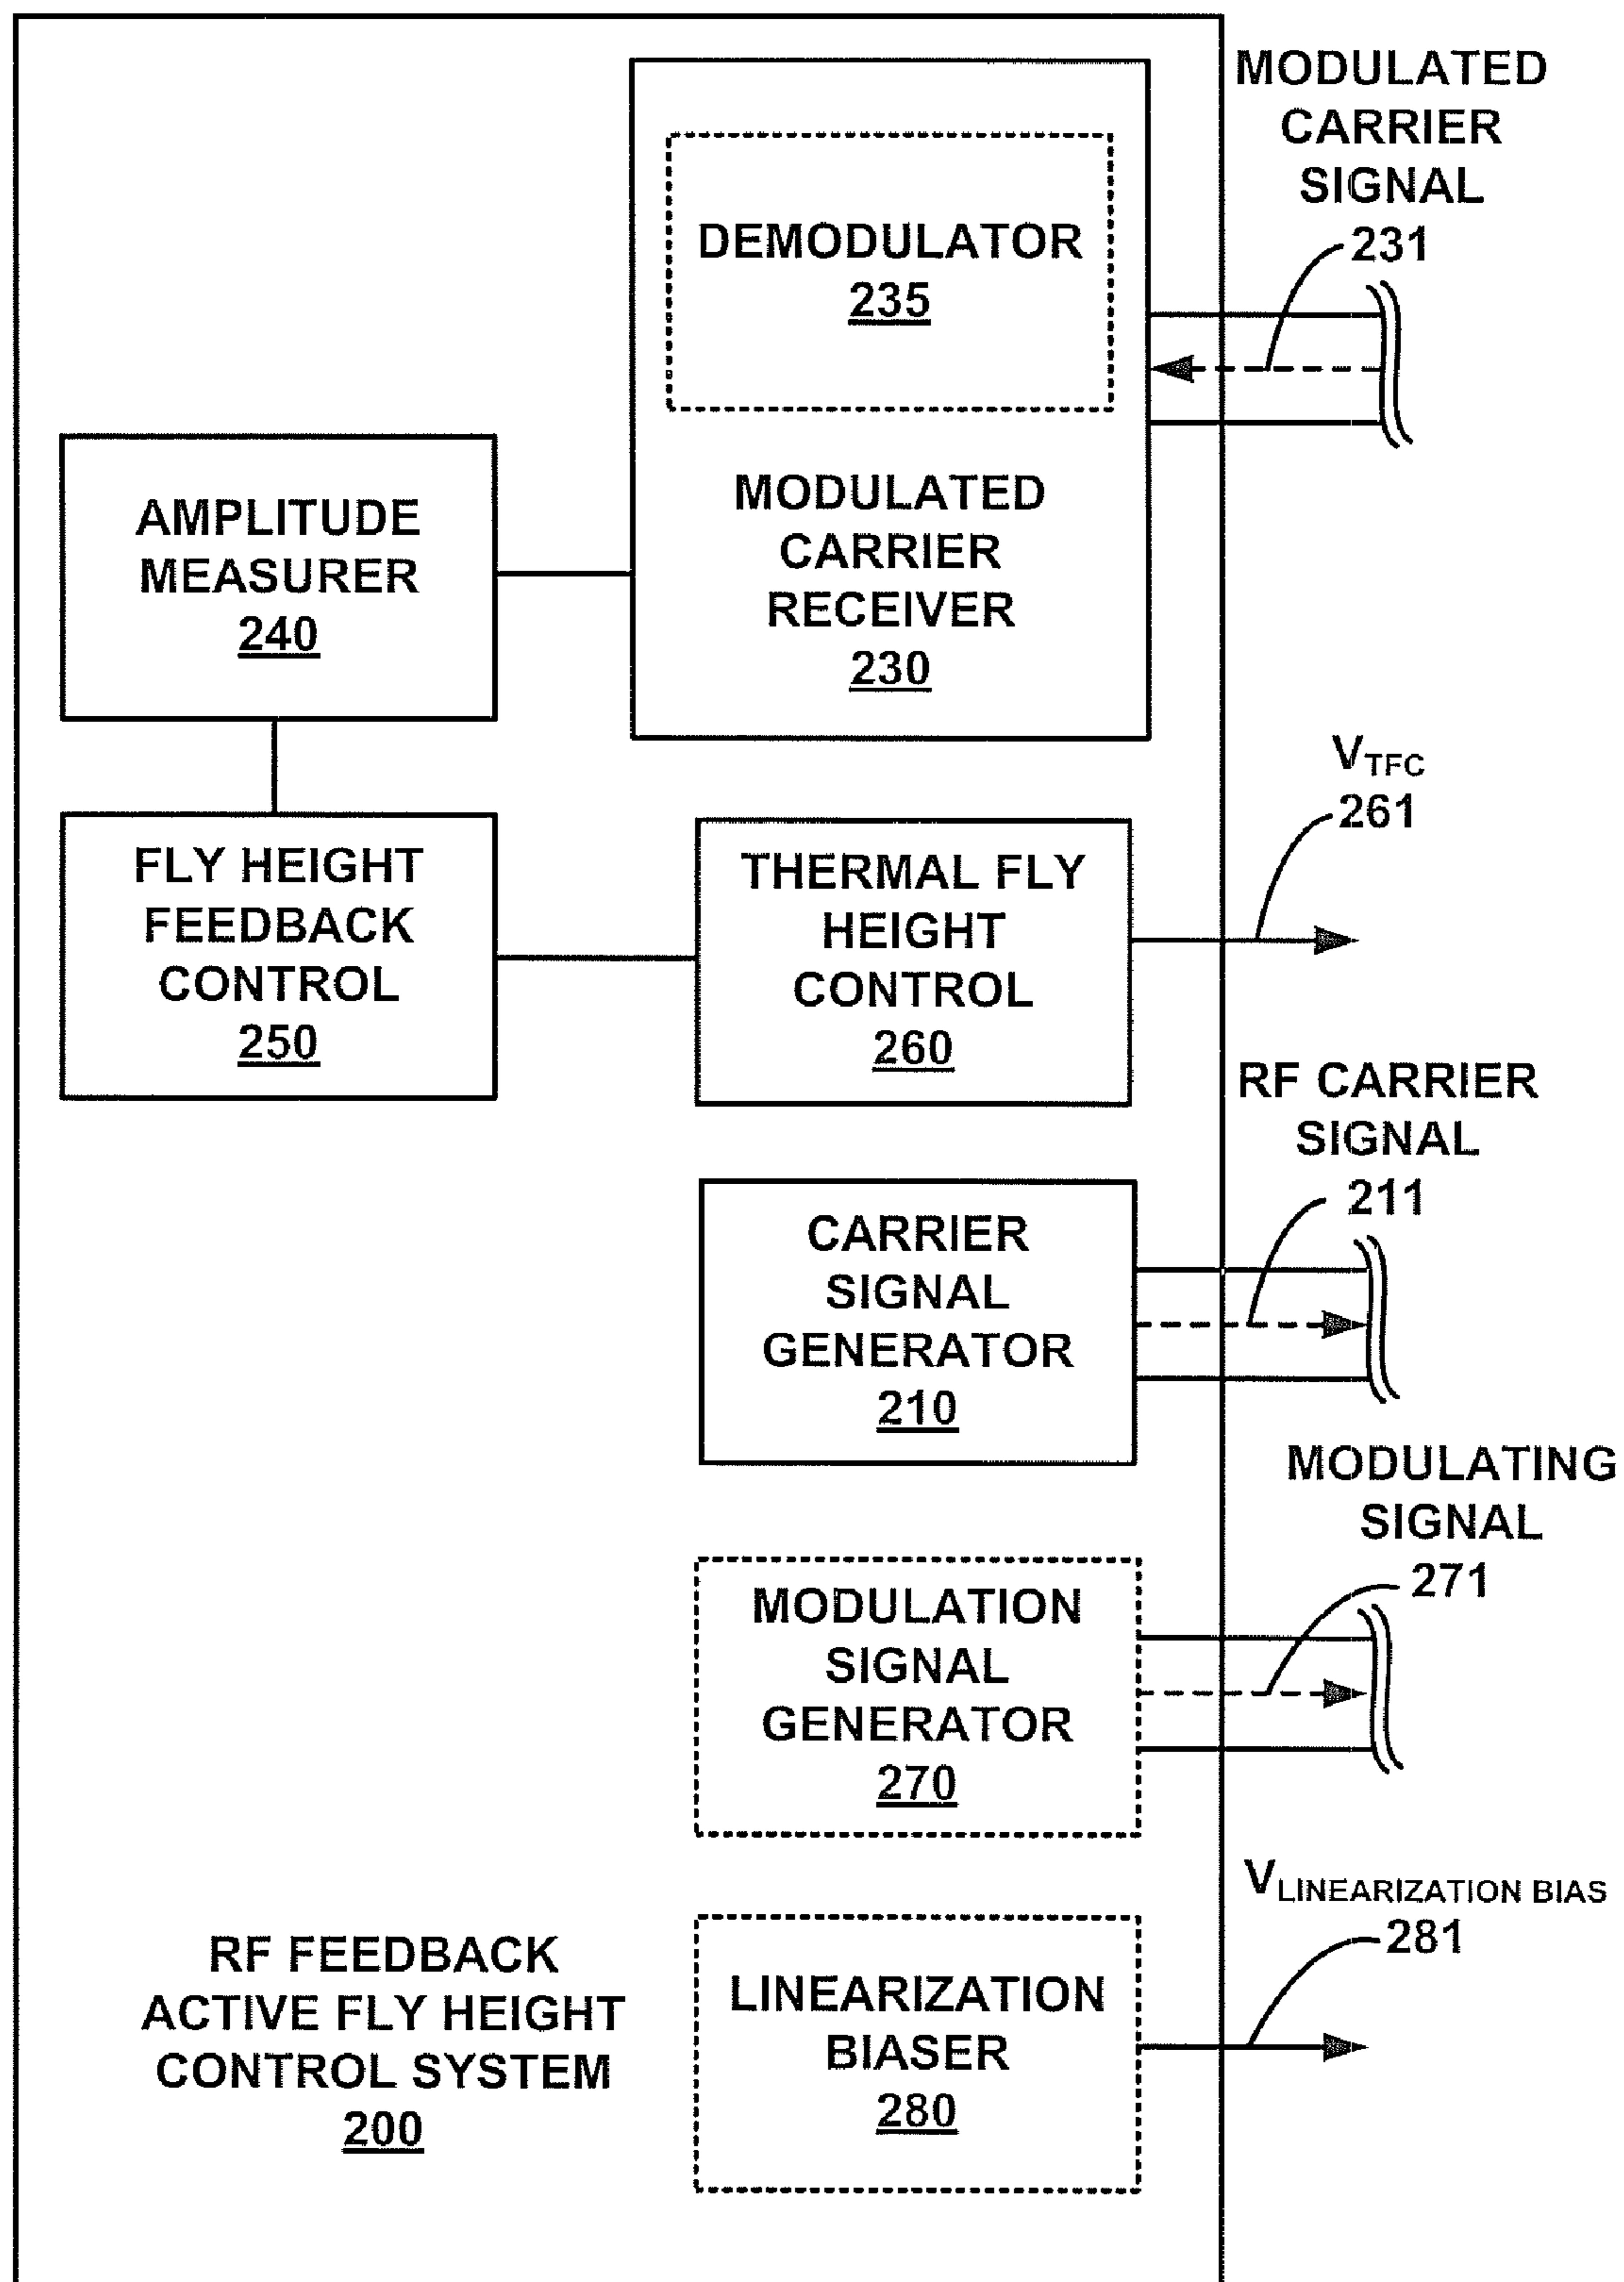 MODULATED
CARRIER
SIGNAL
231
DEMODULATOR
235
MODULATED
CARRIER
RECEIVER
230
AMPLITUDE
MEASURER
240
VTFC
261
FLY HEIGHT
FEEDBACK
CONTROL
250
THERMAL FLY
HEIGHT
CONTROL
260
RF CARRIER
SIGNAL
211
CARRIER
SIGNAL
GENERATOR
210
MODULATING
SIGNAL
271
MODULATION
SIGNAL
GENERATOR
270
VLINEARIZATION BIAS
281
LINEARIZATION
BIASER
280
RF FEEDBACK
ACTIVE FLY HEIGHT
CONTROL SYSTEM
200